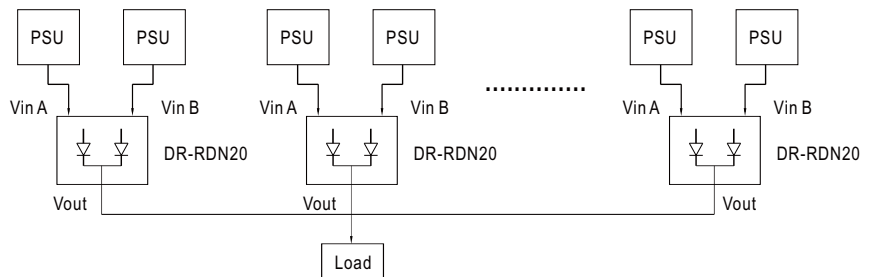 PSU PSU PSU PSU PSU PSU
Vin A Vin B Vin A Vin B Vin A Vin B
DR-RDN20 DR-RDN20 DR-RDN20
Vout Vout Vout
Load